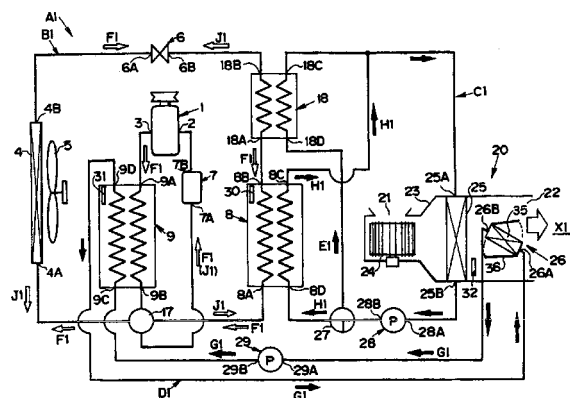 A1
B1 F1 6 J1
6A 6B
18B 18C
C1
4B 1 18
3 2 20
5 18A 18D H1
4 9D F1 7B F1 21 23 25A 25 22
31 9A 7 8B 8C H1 26B 35 X1
30
9 7A 8 E1 26
F1 (J1) 24 36 26A
4A 32
9C 9B 8A 8D 28B 25B
J1 17 J1 H1
F1 F1 27 28 28A
G1 29 P P G1
29B 29A
D1 G1